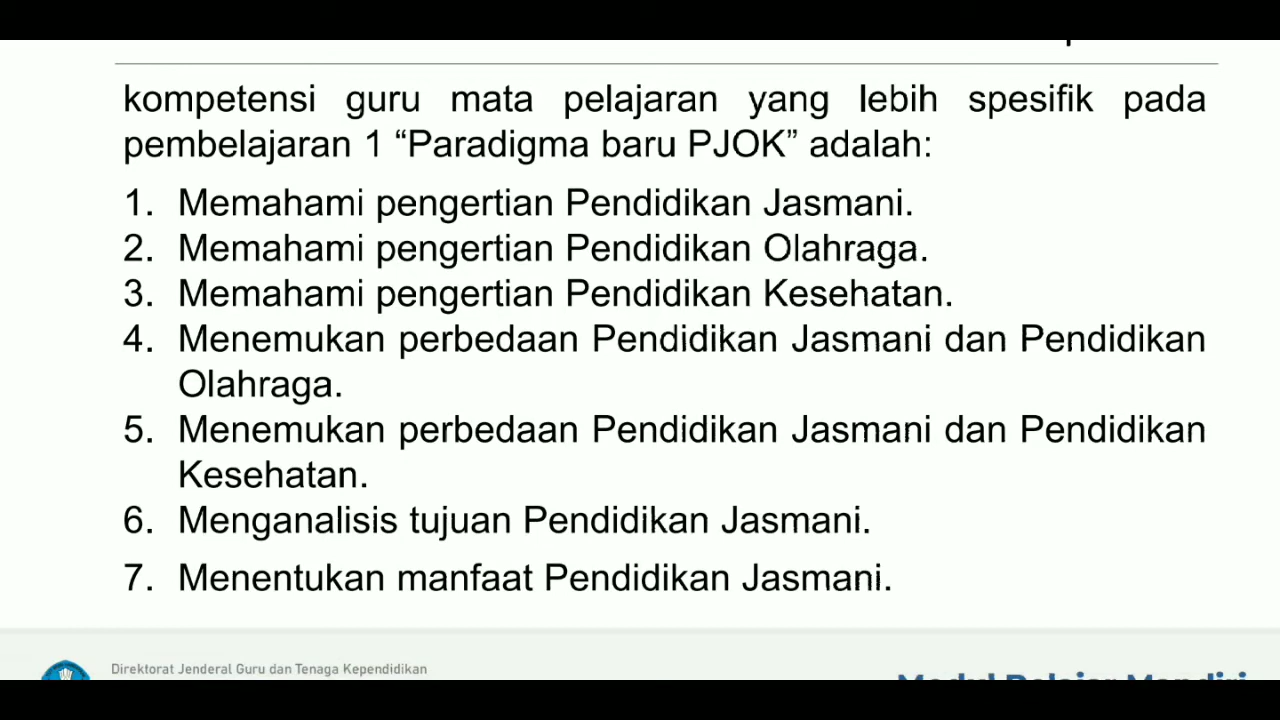 kompetensi guru mata pelajaran yang lebih spesifik pada
pembelajaran 1 “Paradigma baru PJOK” adalah:
1. Memahami pengertian Pendidikan Jasmani.
2. Memahami pengertian Pendidikan Olahraga.
3. Memahami pengertian Pendidikan Kesehatan.
4. Menemukan perbedaan Pendidikan Jasmani dan Pendidikan
Olahraga.
5. Menemukan perbedaan Pendidikan Jasmani dan Pendidikan
Kesehatan.
6. Menganalisis tujuan Pendidikan Jasmani.
7. Menentukan manfaat Pendidikan Jasmani.
Direktorat Jenderal Guru dan Tenaga Kependidikan
Modul Belajar Mandiri